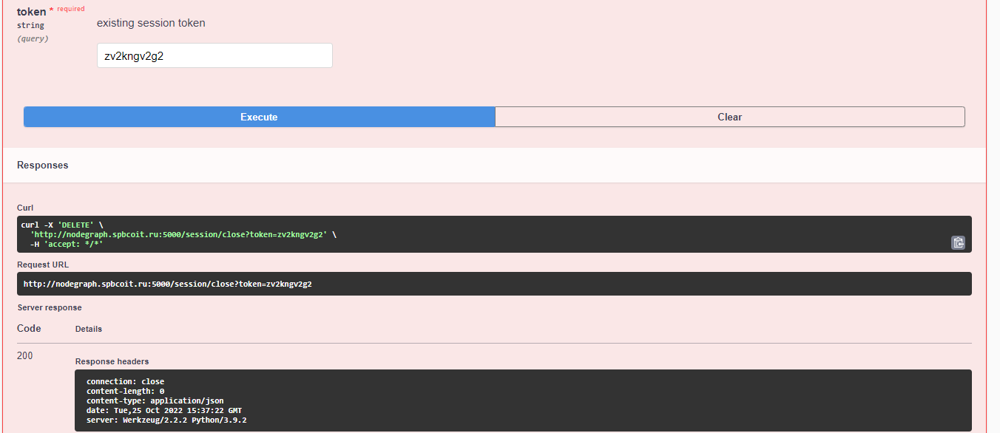 token * required
string
(query)
existing session token
zv2kngv2g2
Execute
Clear
Responses
Curl
curl -X 'DELETE' \
'http://nodegraph.spbcoit.ru:5000/session/close?token=zv2kngv2g2' \
-H 'accept: */*'
Request URL
http://nodegraph.spbcoit.ru:5000/session/close?token=zv2kngv2g2
Server response
Code Details
200
Response headers
connection: close
content-length: 0
content-type: application/json
date: Tue,25 Oct 2022 15:37:22 GMT
server: Werkzeug/2.2.2 Python/3.9.2